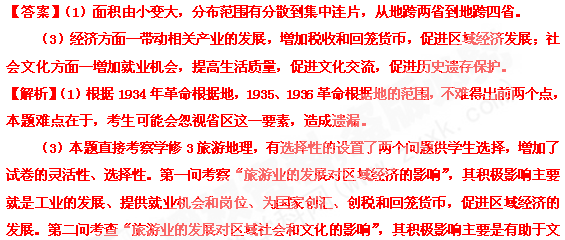 【答案】（1）面积由小变大，分布范围有分散到集中连片，从地跨两省到地跨四省。
（3）经济方面—带动相关产业的发展，增加税收和回笼货币，促进区域经济发展；社
会文化方面—增加就业机会，提高生活质量，促进文化交流，促进历史遗存保护。
【解析】（1）根据 1934 年革命根据地，1935、1936 革命根据地的范围，不难得出前两个点，
本题难点在于，考生可能会忽视省区这一要素，造成遗漏。
（3）本题直接考察学修 3 旅游地理，有选择性的设置了两个问题供学生选择，增加了
试卷的灵活性、选择性。第一问考察“旅游业的发展对区域经济的影响”，其积极影响主要
就是工业的发展、提供就业机会和岗位、为国家创汇、创税和回笼货币，促进区域经济的
发展。第二问考查“旅游业的发展对区域社会和文化的影响”，其积极影响主要是有助于文